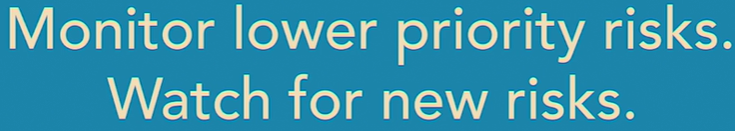 Monitor lower priority risks.
Watch for new risks.